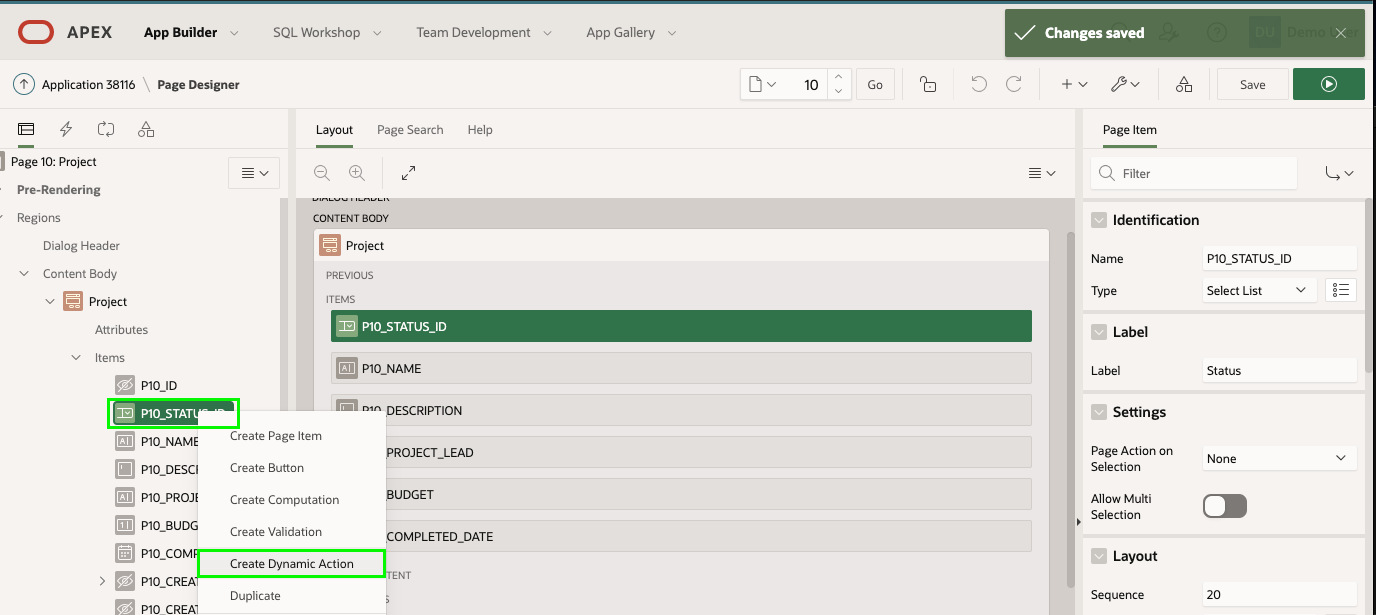 APEX
App Builder
SQL Workshop
Team Development
App Gallery
Changes saved
DU
Demo User
Application 38116 \ Page Designer
10
Go
Save
Page 10: Project
Pre-Rendering
Regions
Dialog Header
Content Body
Project
Attributes
Items
P10_ID
P10_STATUS_ID
P10_NAME
P10_DESCR
P10_PROJE
P10_BUDG
P10_COMP
P10_CREAT
P10_CREAT
Create Page Item
Create Button
Create Computation
Create Validation
Create Dynamic Action
Duplicate
Layout
Page Search
Help
DIALOG HEADER
CONTENT BODY
Project
PREVIOUS
ITEMS
P10_STATUS_ID
P10_NAME
P10_DESCRIPTION
PROJECT_LEAD
BUDGET
COMPLETED_DATE
TENT
S
Page Item
Filter
Identification
Name P10_STATUS_ID
Type Select List
Label
Label Status
Settings
Page Action on
Selection
None
Allow Multi
Selection
Layout
Sequence 20